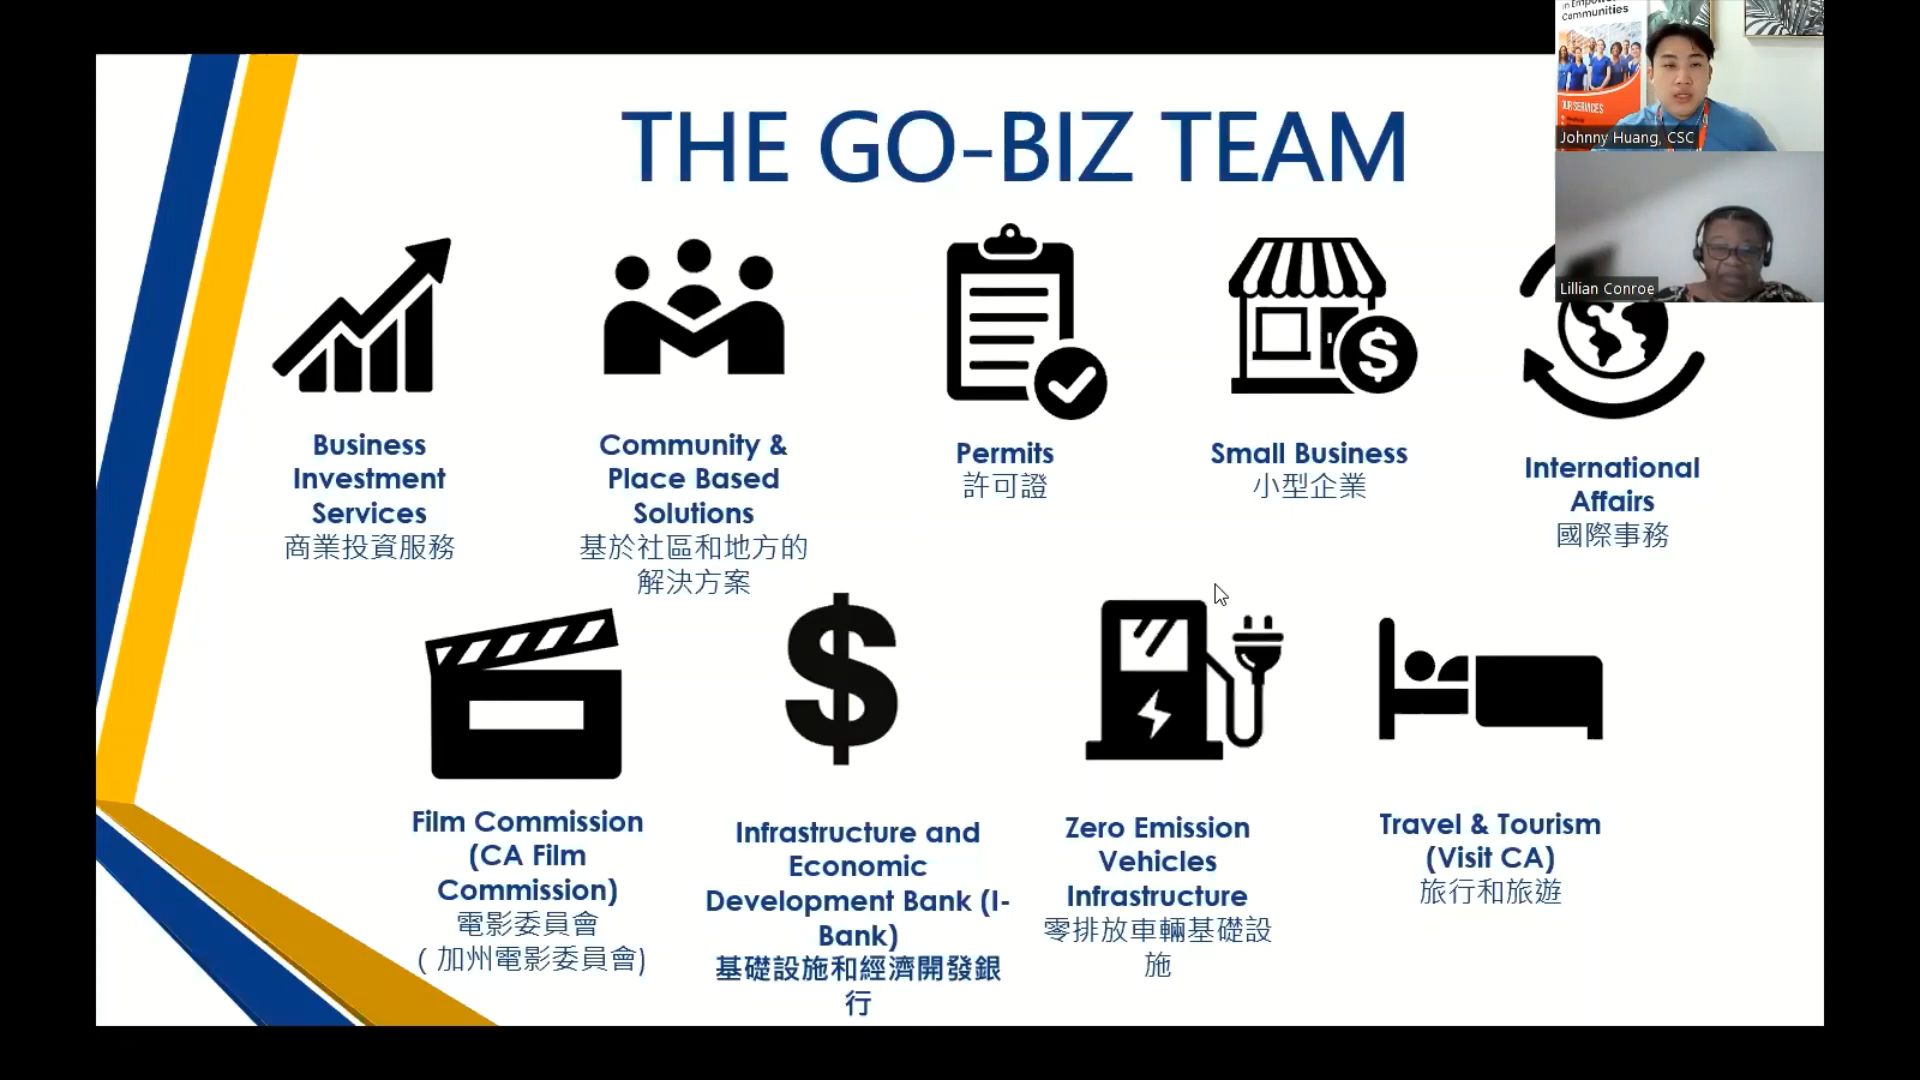 THE GO-BIZ TEAM
in Empow
Communities
OUR SERVICES
Johnny Huang, CSC
Lillian Conroe
Business
Investment
Services
商業投資服務
Community &
Place Based
Solutions
基於社區和地方的
解決方案
Permits
許可證
Small Business
小型企業
International
Affairs
國際事務
Film Commission
(CA Film
Commission)
電影委員會
( 加州電影委員會)
Infrastructure and
Economic
Development Bank (I-
Bank)
基礎設施和經濟開發銀
行
Zero Emission
Vehicles
Infrastructure
零排放車輛基礎設
施
Travel & Tourism
(Visit CA)
旅行和旅遊